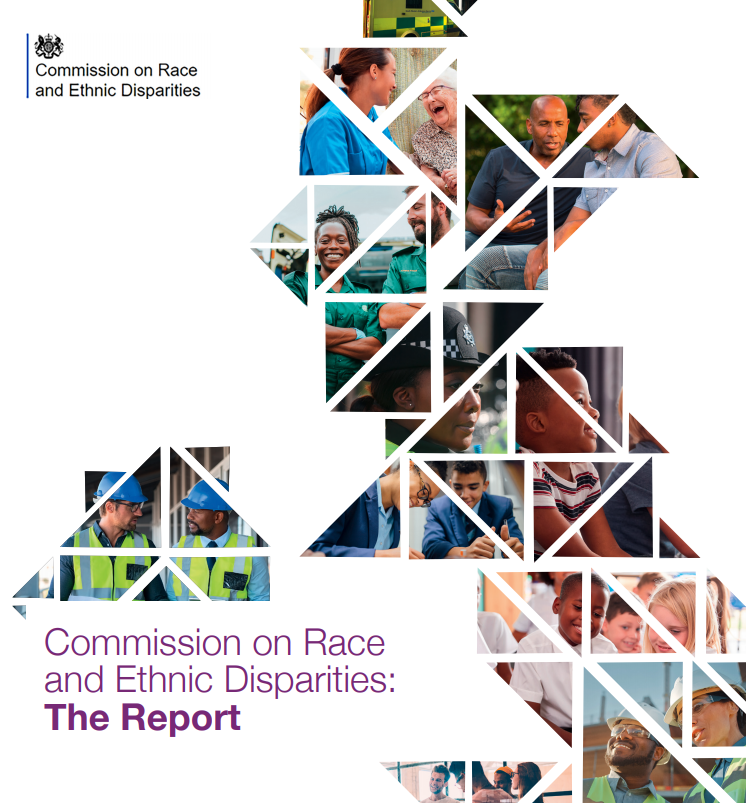 Commission on Race
and Ethnic Disparities
Commission on Race
and Ethnic Disparities:
The Report